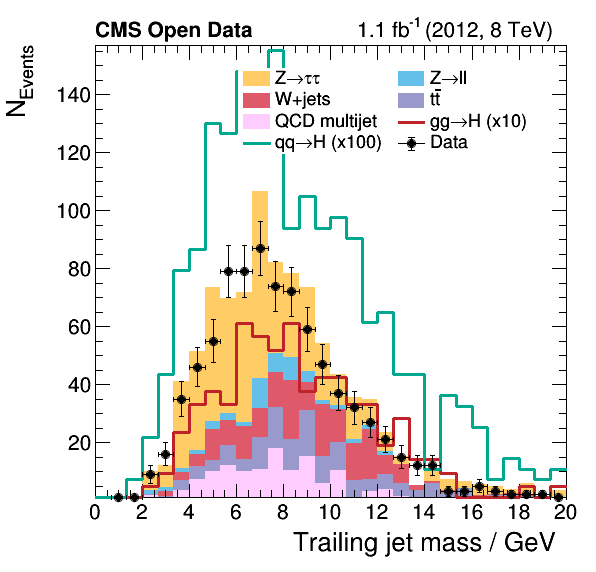 CMS Open Data 1.1 fb⁻¹ (2012, 8 TeV)
N_Events
Z→ττ Z→ll
W+jets tt̄
QCD multijet gg→H (x10)
qq→H (x100) Data
140
120
100
80
60
40
20
0 2 4 6 8 10 12 14 16 18 20
Trailing jet mass / GeV